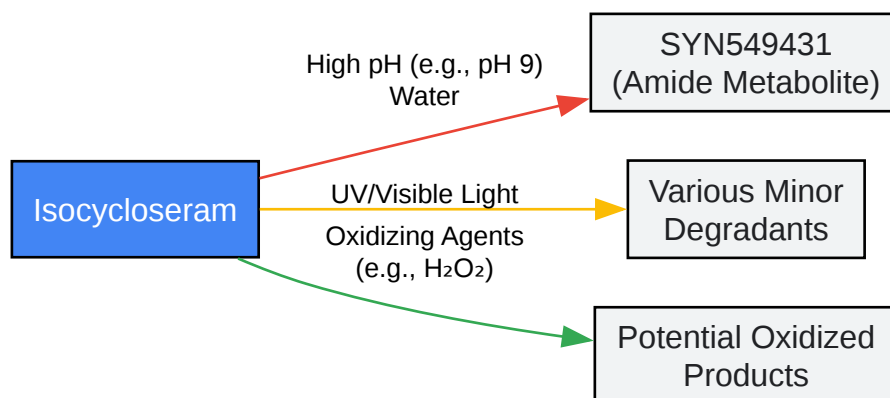 SYN549431
(Amide Metabolite)
High pH (e.g., pH 9)
Water
Isocycloseram
UV/Visible Light
Various Minor
Degradants
Oxidizing Agents
(e.g., H₂O₂)
Potential Oxidized
Products